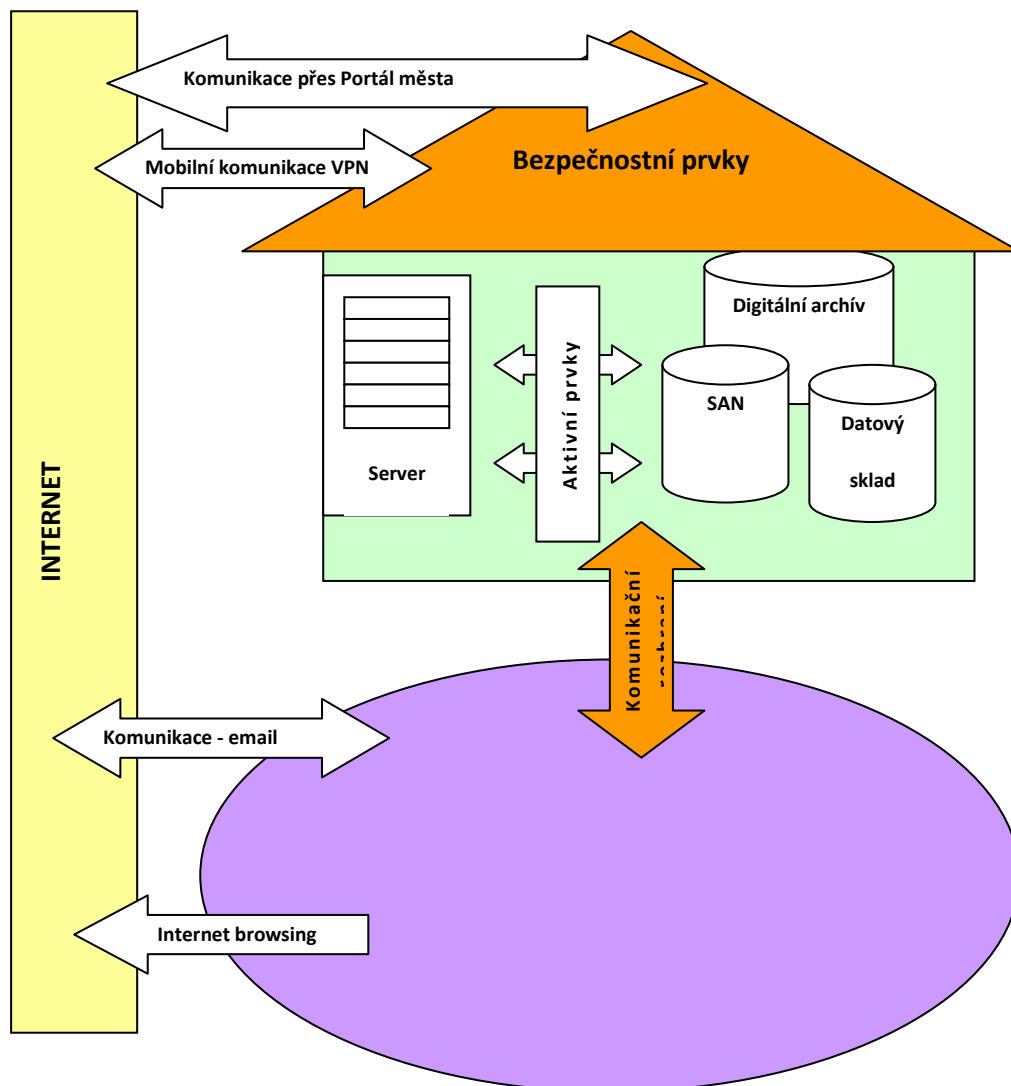 Komunikace přes Portál města
Mobilní komunikace VPN
Bezpečnostní prvky
Digitální archív
SAN
Datový
sklad
Server
Aktivní prvky
INTERNET
Komunikační
Komunikace - email
Internet browsing